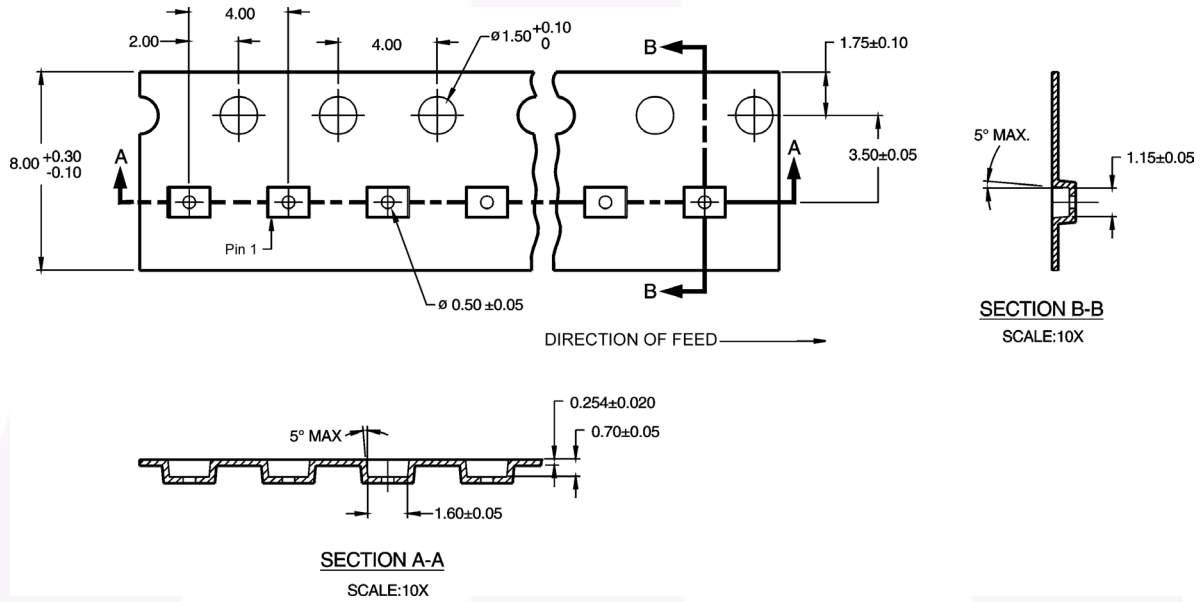 4.00
2.00
4.00
ø1.50 +0.10
0
B
1.75±0.10
8.00 +0.30
-0.10
A
A
3.50±0.05
5° MAX.
1.15±0.05
Pin 1
B
ø 0.50 ±0.05
SECTION B-B
SCALE:10X
DIRECTION OF FEED
0.254±0.020
5° MAX
0.70±0.05
1.60±0.05
SECTION A-A
SCALE:10X